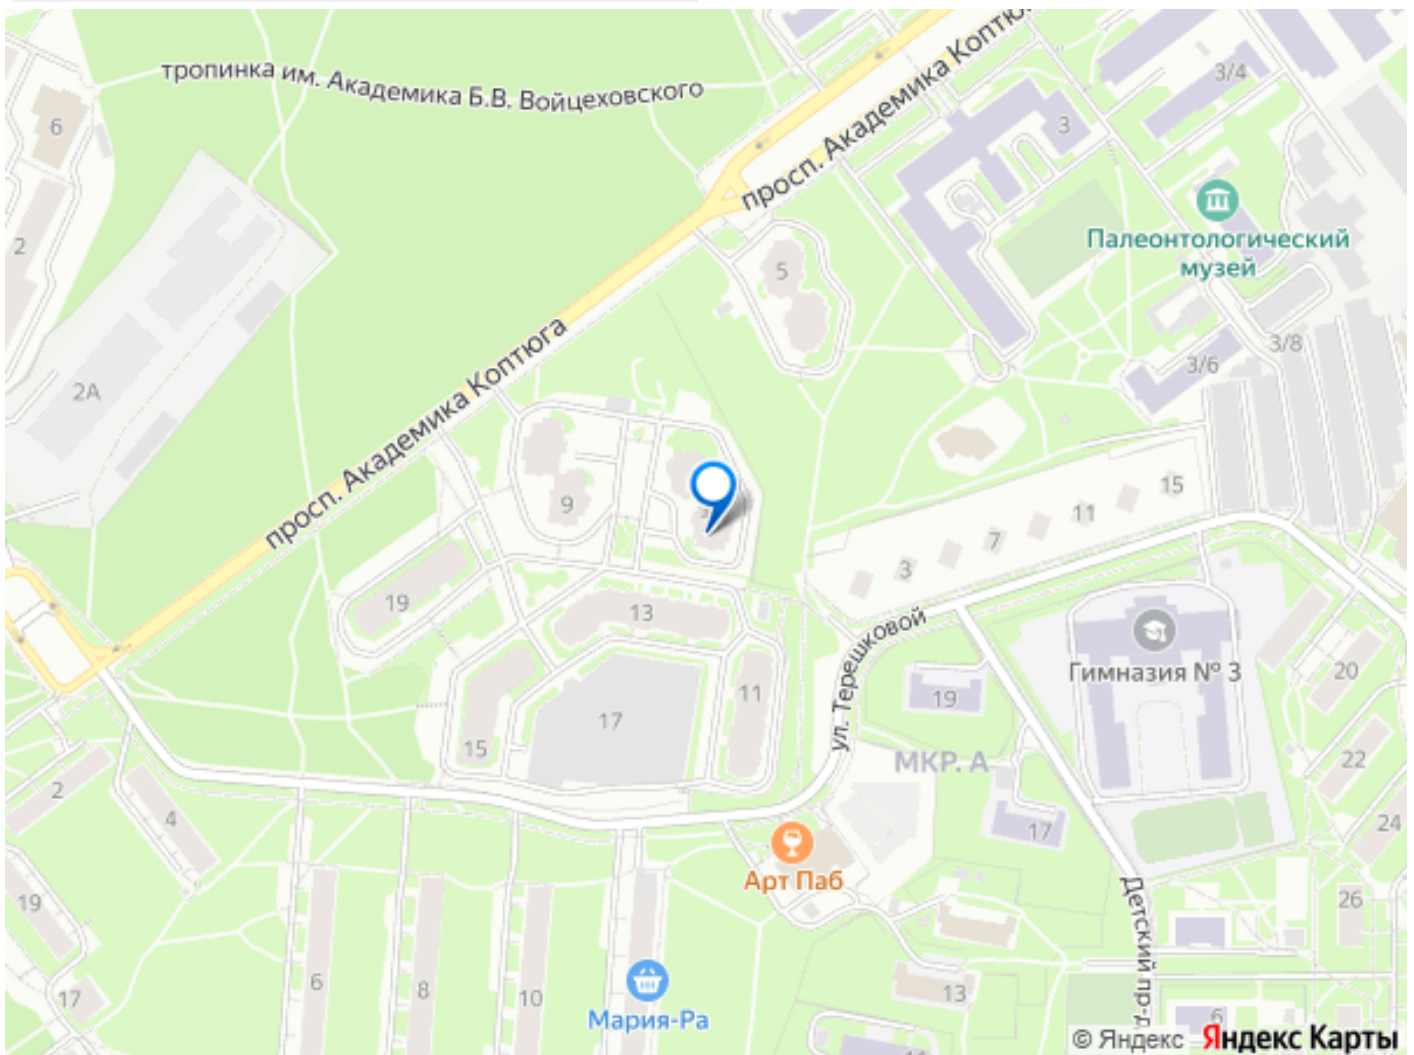 тропинка им. Академика Б.В. Войцеховского
просп. Академика Коптюга
3/4
3
6
Палеонтологический
музей
2
5
просп. Академика Коптюга
3/8
3/6
2А
9
15
11
7
3
19
13
ул. Терешковой
Гимназия № 3
20
19
11
17
15
МКР. А
22
2
4
17
24
Арт Паб
Детский пр-д
19
26
6
8
10
Мария-Ра
17
13
5
© Яндекс Яндекс Карты